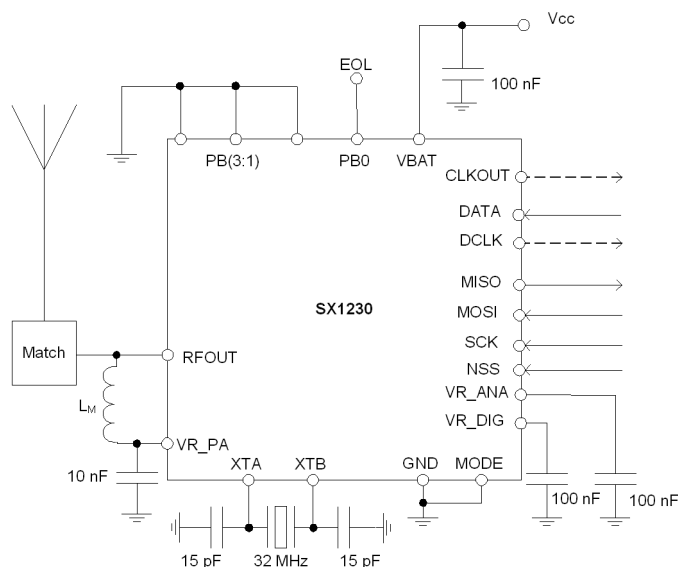 Vcc
EOL
100 nF
PB(3:1)
PB0
VBAT
CLKOUT
DATA
DCLK
MISO
SX1230
MOSI
SCK
Match
RFOUT
NSS
VR_ANA
LM
VR_DIG
VR_PA
XTA
XTB
GND
MODE
10 nF
100 nF
100 nF
15 pF
32 MHz
15 pF